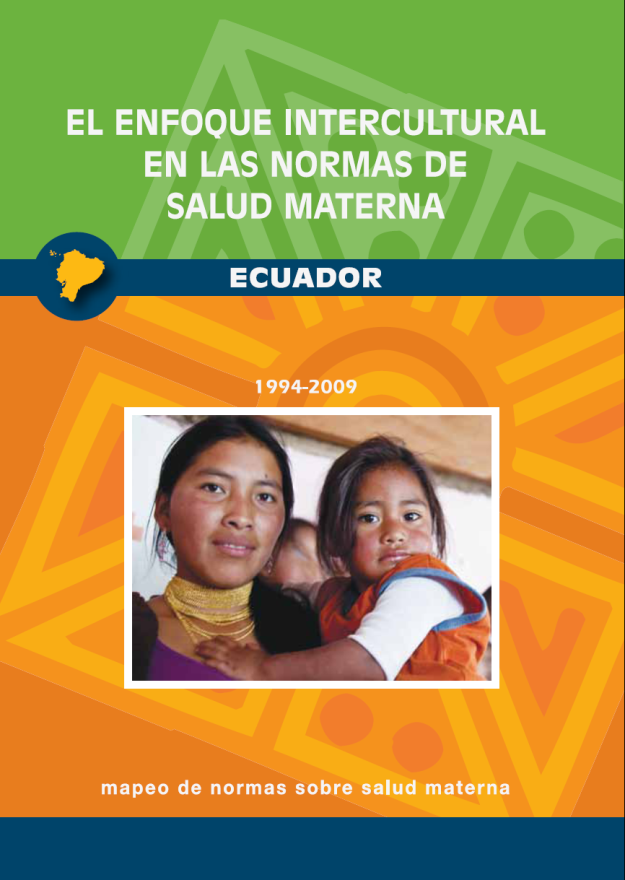 EL ENFOQUE INTERCULTURAL
EN LAS NORMAS DE
SALUD MATERNA
ECUADOR
1994-2009
mapeo de normas sobre salud materna